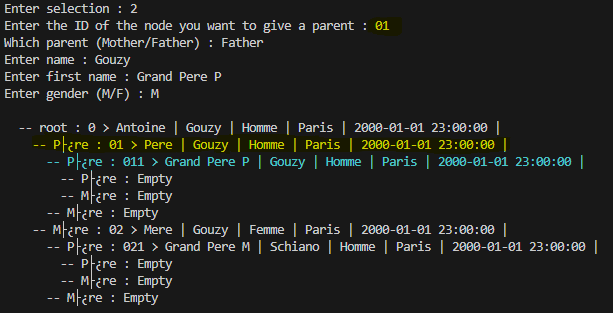 Enter selection : 2
Enter the ID of the node you want to give a parent : 01
Which parent (Mother/Father) : Father
Enter name : Gouzy
Enter first name : Grand Pere P
Enter gender (M/F) : M
-- root : 0 > Antoine | Gouzy | Homme | Paris | 2000-01-01 23:00:00 |
-- P├¿re : 01 > Pere | Gouzy | Homme | Paris | 2000-01-01 23:00:00 |
-- P├¿re : 011 > Grand Pere P | Gouzy | Homme | Paris | 2000-01-01 23:00:00 |
-- P├¿re : Empty
-- M├¿re : Empty
-- M├¿re : Empty
-- M├¿re : 02 > Mere | Gouzy | Femme | Paris | 2000-01-01 23:00:00 |
-- P├¿re : 021 > Grand Pere M | Schiano | Homme | Paris | 2000-01-01 23:00:00 |
-- P├¿re : Empty
-- M├¿re : Empty
-- M├¿re : Empty